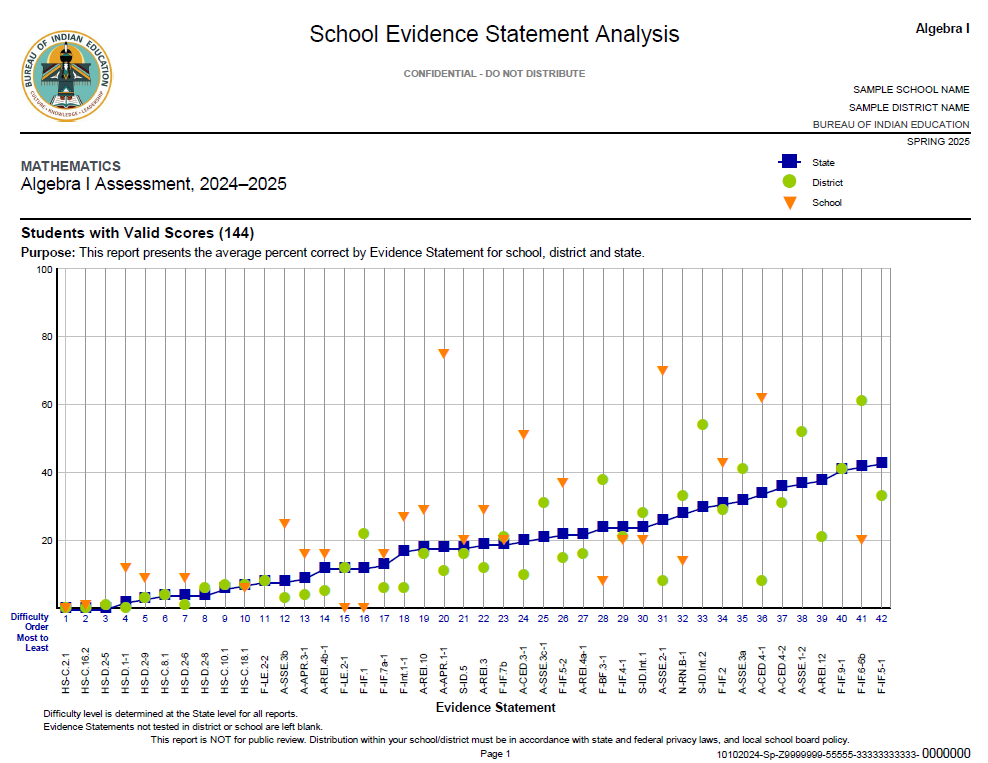 School Evidence Statement Analysis
Algebra I
CONFIDENTIAL - DO NOT DISTRIBUTE
BUREAU OF INDIAN EDUCATION
CULTURE • KNOWLEDGE • LEADERSHIP
SAMPLE SCHOOL NAME
SAMPLE DISTRICT NAME
BUREAU OF INDIAN EDUCATION
SPRING 2025
MATHEMATICS
Algebra I Assessment, 2024–2025
State
District
School
Students with Valid Scores (144)
Purpose: This report presents the average percent correct by Evidence Statement for school, district and state.
100
80
60
40
20
Difficulty
Order
Most to
Least
1 2 3 4 5 6 7 8 9 10 11 12 13 14 15 16 17 18 19 20 21 22 23 24 25 26 27 28 29 30 31 32 33 34 35 36 37 38 39 40 41 42
HS-C.2.1
HS-C.16.2
HS-D.2-5
HS-D.1-1
HS-D.2-9
HS-C.8.1
HS-D.2-6
HS-D.2-8
HS-C.10.1
HS-C.18.1
F-LE.2-2
A-SSE.3b
A-APR.3-1
A-REI.4b-1
F-LE.2-1
F-IF.1
F-IF.7a-1
F-Int.1-1
A-REI.10
A-APR.1-1
S-ID.5
A-REI.3
F-IF.7b
A-CED.3-1
A-SSE.3c-1
F-IF.5-2
A-REI.4a-1
F-BF.3-1
F-IF.4-1
S-ID.Int.1
A-SSE.2-1
N-RN.B-1
S-ID.Int.2
F-IF.2
A-SSE.3a
A-CED.4-1
A-CED.4-2
A-SSE.1-2
A-REI.12
F-IF.9-1
F-IF.6-6b
F-IF.5-1
Evidence Statement
Difficulty level is determined at the State level for all reports.
Evidence Statements not tested in district or school are left blank.
This report is NOT for public review. Distribution within your school/district must be in accordance with state and federal privacy laws, and local school board policy.
Page 1
10102024-Sp-Z9999999-55555-33333333333- 0000000